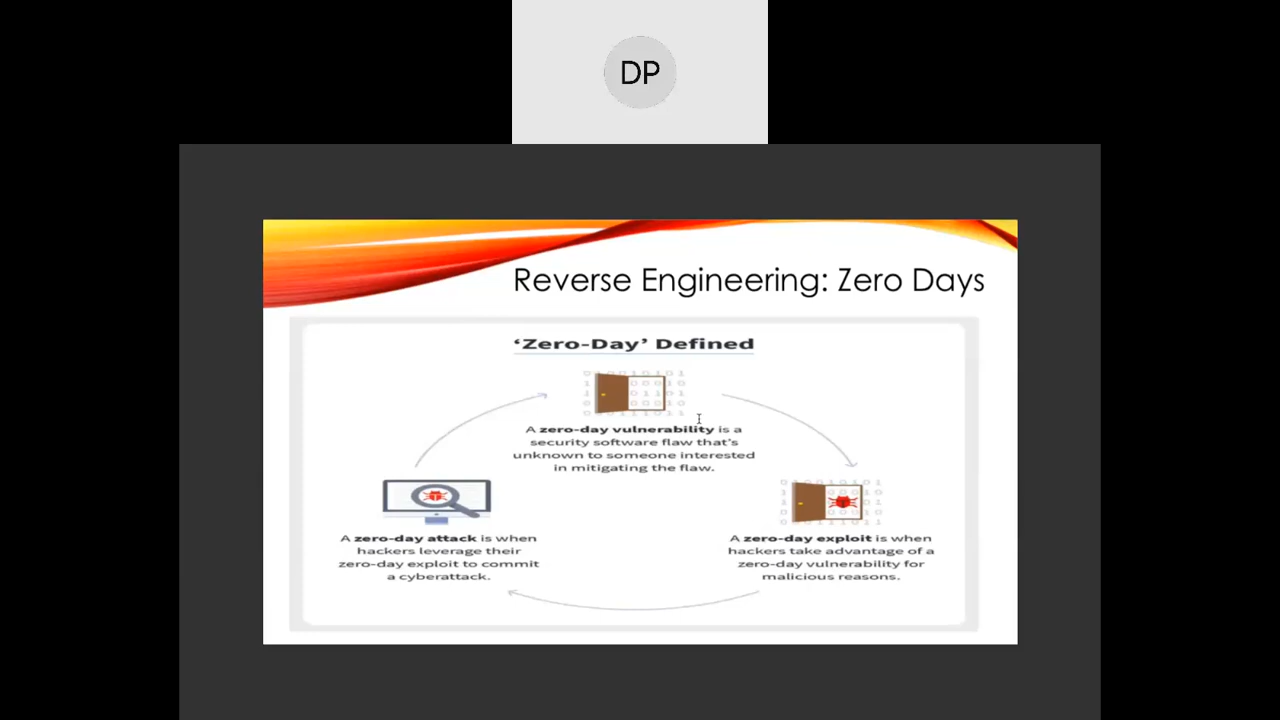 DP
Reverse Engineering: Zero Days
‘Zero-Day’ Defined
A zero-day vulnerability is a
security software flaw that’s
unknown to someone interested
in mitigating the flaw.
A zero-day attack is when
hackers leverage their
zero-day exploit to commit
a cyberattack.
A zero-day exploit is when
hackers take advantage of a
zero-day vulnerability for
malicious reasons.